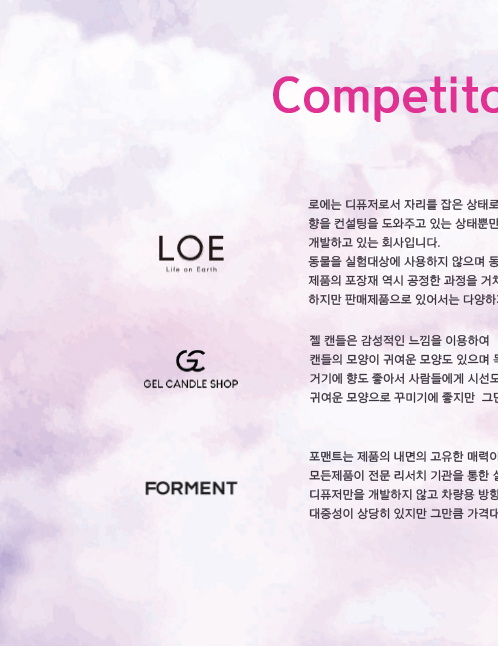 Competito
로에는 디퓨저로서 자리를 잡은 상태로
향을 컨설팅을 도와주고 있는 상태뿐만
개발하고 있는 회사입니다.
동물을 실험대상에 사용하지 않으며 동
제품의 포장재 역시 공정한 과정을 거
하지만 판매제품으로 있어서는 다양하
LOE
Life on Earth
젤 캔들은 감성적인 느낌을 이용하여
캔들의 모양이 귀여운 모양도 있으며
거기에 향도 좋아서 사람들에게 시선도
귀여운 모양으로 꾸미기에 좋지만
GEL CANDLE SHOP
포맨트는 제품의 내면의 고유한 매력이
모든제품이 전문 리서치 기관을 통한
디퓨저만을 개발하지 않고 차량용 방향
대중성이 상당히 있지만 그만큼 가격대
FORMENT